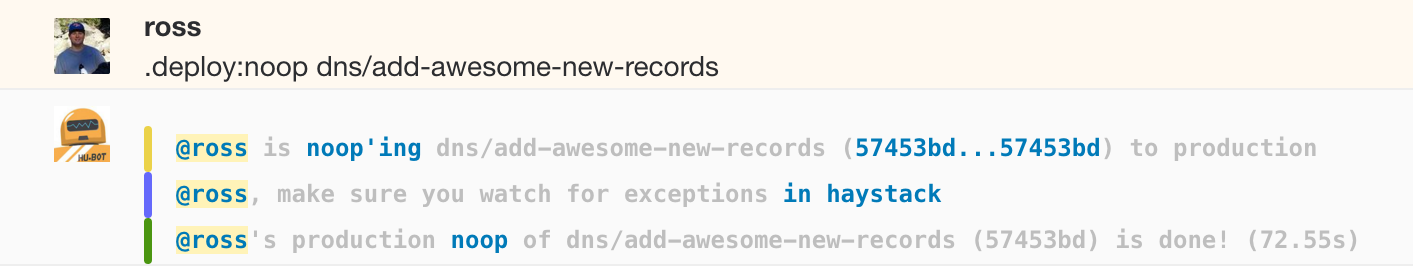 ross
.deploy:noop dns/add-awesome-new-records
HU-BOT
@ross is noop'ing dns/add-awesome-new-records (57453bd...57453bd) to production
@ross, make sure you watch for exceptions in haystack
@ross's production noop of dns/add-awesome-new-records (57453bd) is done! (72.55s)